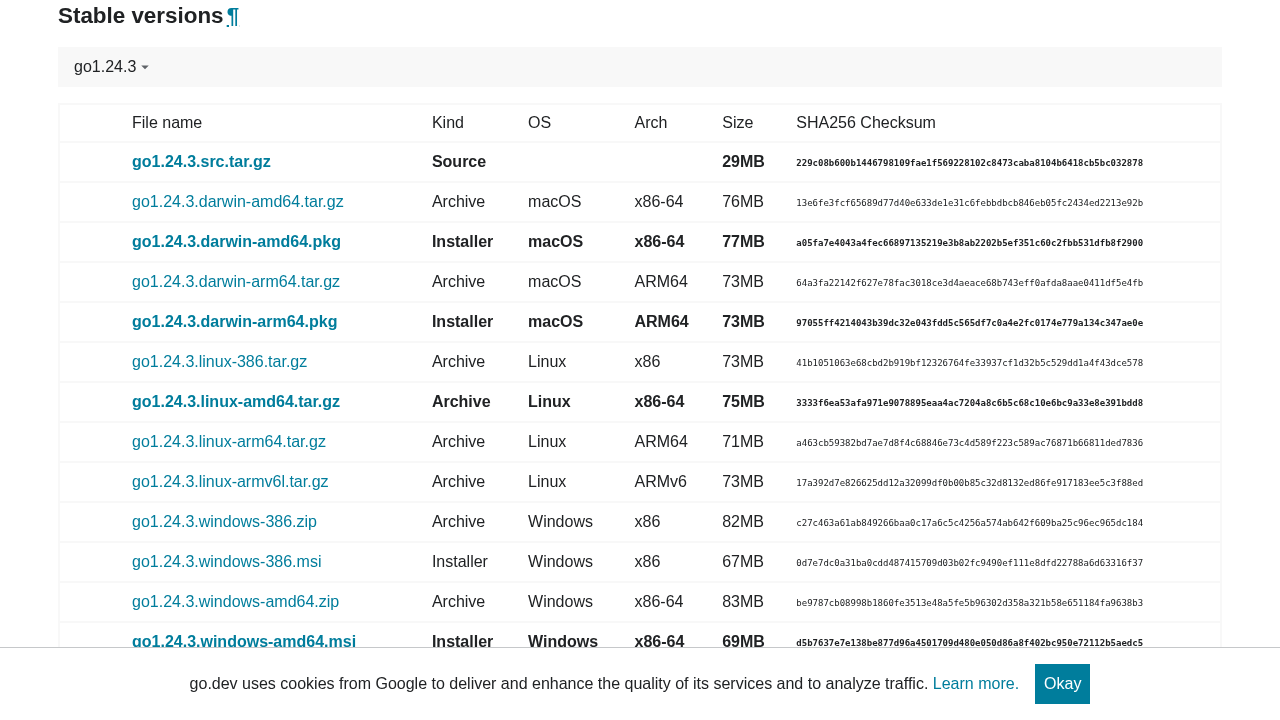 Stable versions¶
go1.24.3
File name Kind OS Arch Size SHA256 Checksum
go1.24.3.src.tar.gz Source 29MB 229c08b600b1446798109fae1f569228102c8473caba8104b6418cb5bc032878
go1.24.3.darwin-amd64.tar.gz Archive macOS x86-64 76MB 13e6fe3fcf65689d77d40e633de1e31c6febbdbcb846eb05fc2434ed2213e92b
go1.24.3.darwin-amd64.pkg Installer macOS x86-64 77MB a05fa7e4043a4fec66897135219e3b8ab2202b5ef351c60c2fbb531dfb8f2900
go1.24.3.darwin-arm64.tar.gz Archive macOS ARM64 73MB 64a3fa22142f627e78fac3018ce3d4aeace68b743eff0afda8aae0411df5e4fb
go1.24.3.darwin-arm64.pkg Installer macOS ARM64 73MB 97055ff4214043b39dc32e043fdd5c565df7c0a4e2fc0174e779a134c347ae0e
go1.24.3.linux-386.tar.gz Archive Linux x86 73MB 41b1051063e68cbd2b919bf12326764fe33937cf1d32b5c529dd1a4f43dce578
go1.24.3.linux-amd64.tar.gz Archive Linux x86-64 75MB 3333f6ea53afa971e9078895eaa4ac7204a8c6b5c68c10e6bc9a33e8e391bdd8
go1.24.3.linux-arm64.tar.gz Archive Linux ARM64 71MB a463cb59382bd7ae7d8f4c68846e73c4d589f223c589ac76871b66811ded7836
go1.24.3.linux-armv6l.tar.gz Archive Linux ARMv6 73MB 17a392d7e826625dd12a32099df0b00b85c32d8132ed86fe917183ee5c3f88ed
go1.24.3.windows-386.zip Archive Windows x86 82MB c27c463a61ab849266baa0c17a6c5c4256a574ab642f609ba25c96ec965dc184
go1.24.3.windows-386.msi Installer Windows x86 67MB 0d7e7dc0a31ba0cdd487415709d03b02fc9490ef111e8dfd22788a6d63316f37
go1.24.3.windows-amd64.zip Archive Windows x86-64 83MB be9787cb08998b1860fe3513e48a5fe5b96302d358a321b58e651184fa9638b3
go1.24.3.windows-amd64.msi Installer Windows x86-64 69MB d5b7637e7e138be877d96a4501709d480e050d86a8f402bc950e72112b5aedc5
go.dev uses cookies from Google to deliver and enhance the quality of its services and to analyze traffic. Learn more. Okay